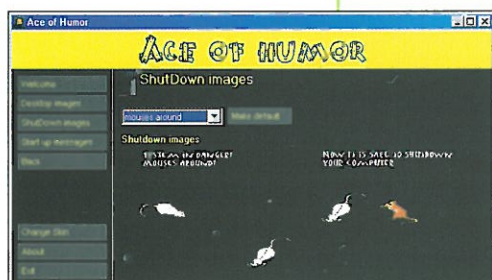 Ace of Humor
ACE OF HUMOR
ShutDown images
Welcome
Desktop images
ShutDown images
Start up messages
Back
mouses around
Make default
Shutdown images
IN DANGER!
MOUSES AROUND!
NOW IT IS SAFE TO SHUTDOWN
YOUR COMPUTER
Change Skin
About
Exit